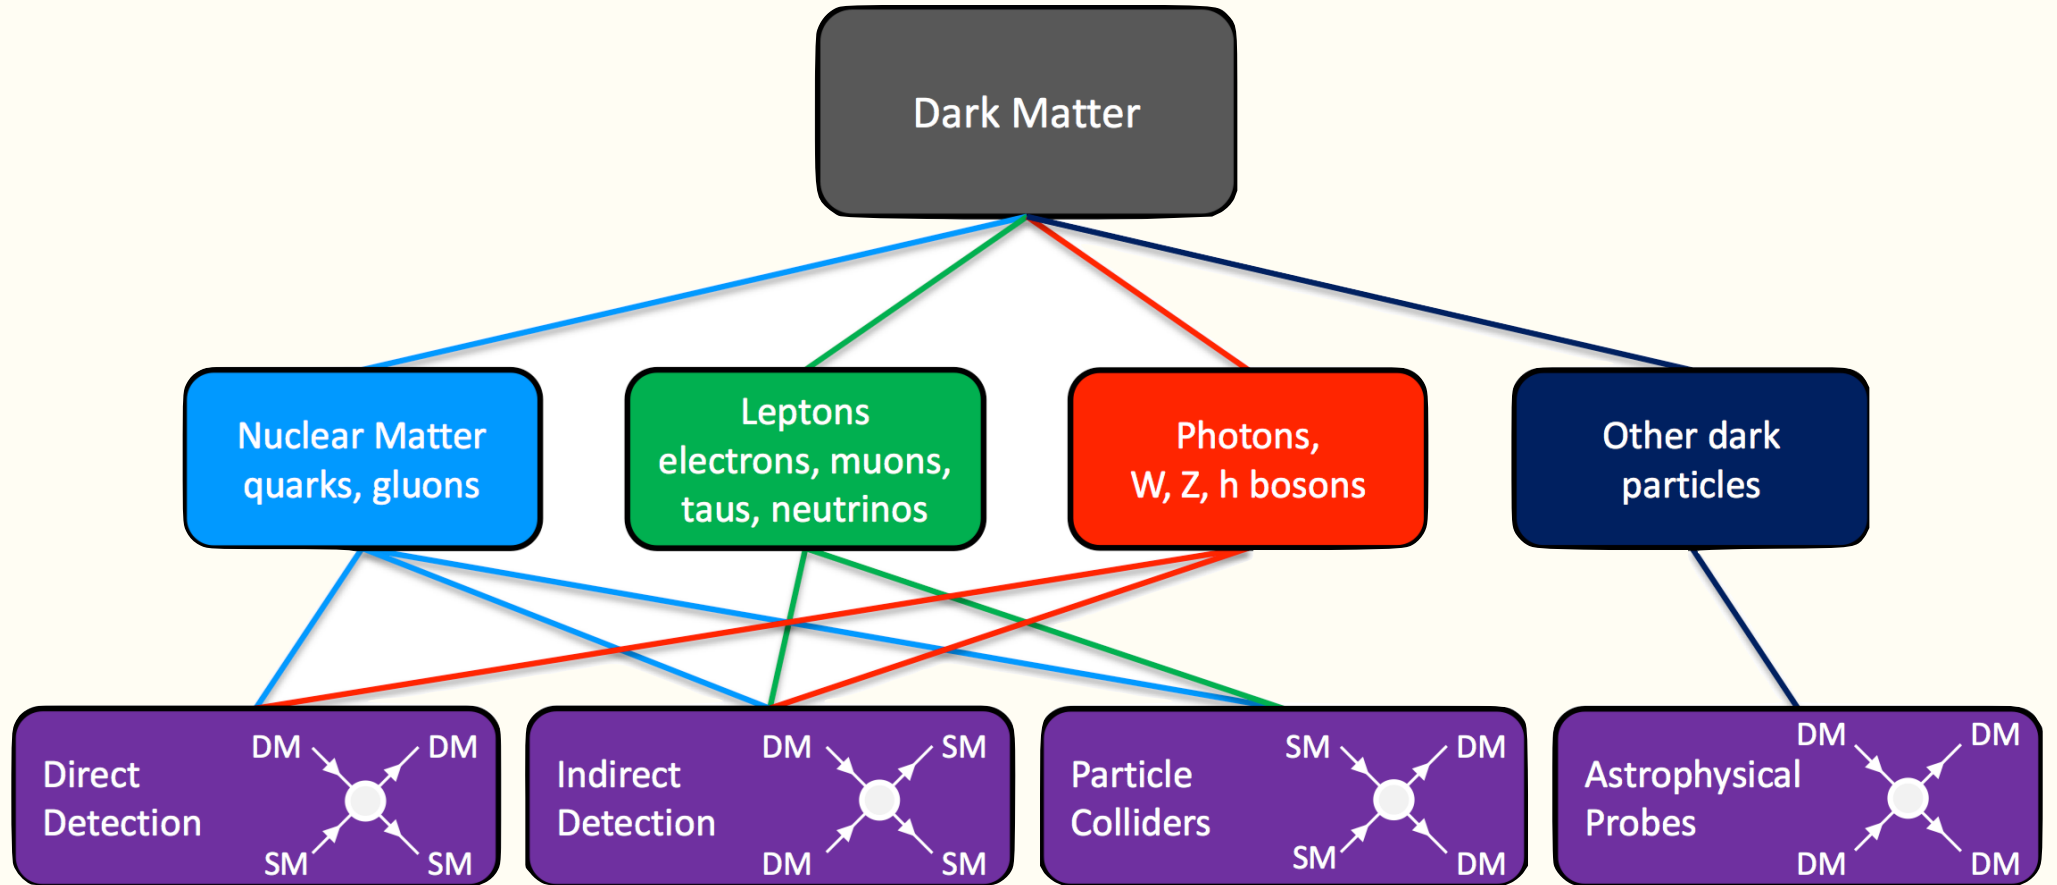 Dark Matter
Nuclear Matter
quarks, gluons
Leptons
electrons, muons,
taus, neutrinos
Photons,
W, Z, h bosons
Other dark
particles
Direct
Detection
DM
DM
SM
SM
Indirect
Detection
DM
SM
DM
SM
Particle
Colliders
SM
DM
SM
DM
Astrophysical
Probes
DM
DM
DM
DM